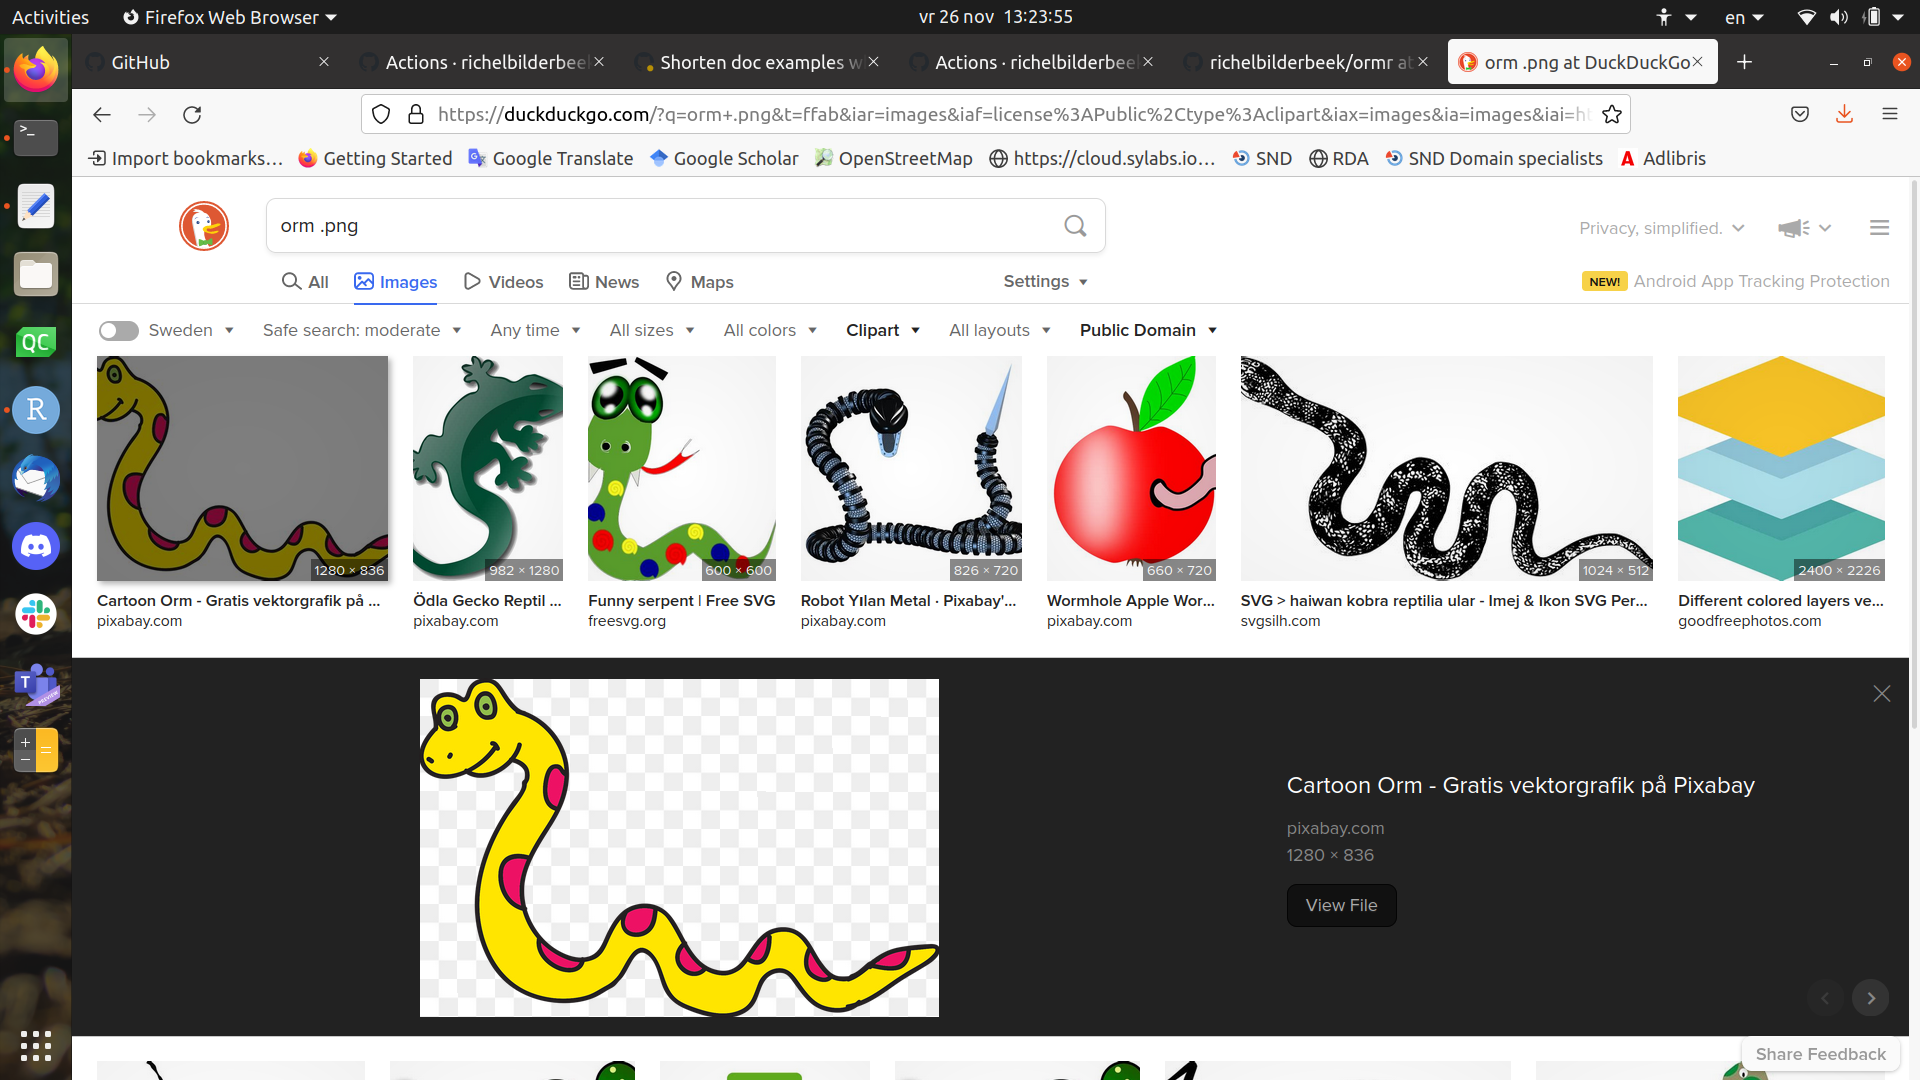 Activities Firefox Web Browser vr 26 nov 13:23:55 en
GitHub Actions · richelbilderbeek Shorten doc examples w Actions · richelbilderbeek richelbilderbeek/ormr at orm .png at DuckDuckGo
https://duckduckgo.com/?q=orm+.png&t=ffab&iar=images&iaf=license%3APublic%2Ctype%3Aclipart&iax=images&ia=images&iai=ht
Import bookmarks… Getting Started Google Translate Google Scholar OpenStreetMap https://cloud.sylabs.io… SND RDA SND Domain specialists Adlibris
orm .png
Privacy, simplified.
All Images Videos News Maps Settings NEW! Android App Tracking Protection
Sweden Safe search: moderate Any time All sizes All colors Clipart All layouts Public Domain
1280 × 836 982 × 1280 600 × 600 826 × 720 660 × 720 1024 × 512 2400 × 2226
Cartoon Orm - Gratis vektorgrafik på ... Ödla Gecko Reptil ... Funny serpent | Free SVG Robot Yılan Metal · Pixabay'... Wormhole Apple Wor... SVG > haiwan kobra reptilia ular - Imej & Ikon SVG Per... Different colored layers ve...
pixabay.com pixabay.com freesvg.org pixabay.com pixabay.com svgsilh.com goodfreephotos.com
Cartoon Orm - Gratis vektorgrafik på Pixabay
pixabay.com
1280 × 836
View File
Share Feedback
QC
R
T
PREVIEW